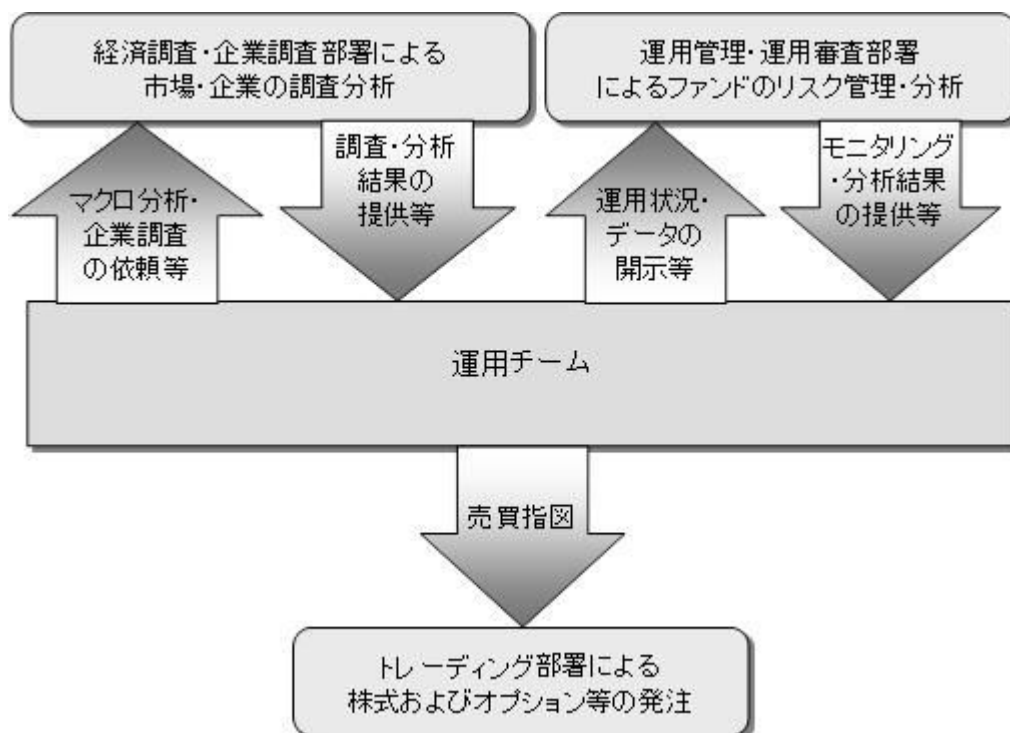 経済調査・企業調査部署による
市場・企業の調査分析
運用管理・運用審査部署
によるファンドのリスク管理・分析
マクロ分析・
企業調査
の依頼等
調査・分析
結果の
提供等
運用状況・
データの
開示等
モニタリング
・分析結果
の提供等
運用チーム
売買指図
トレーディング部署による
株式およびオプション等の発注